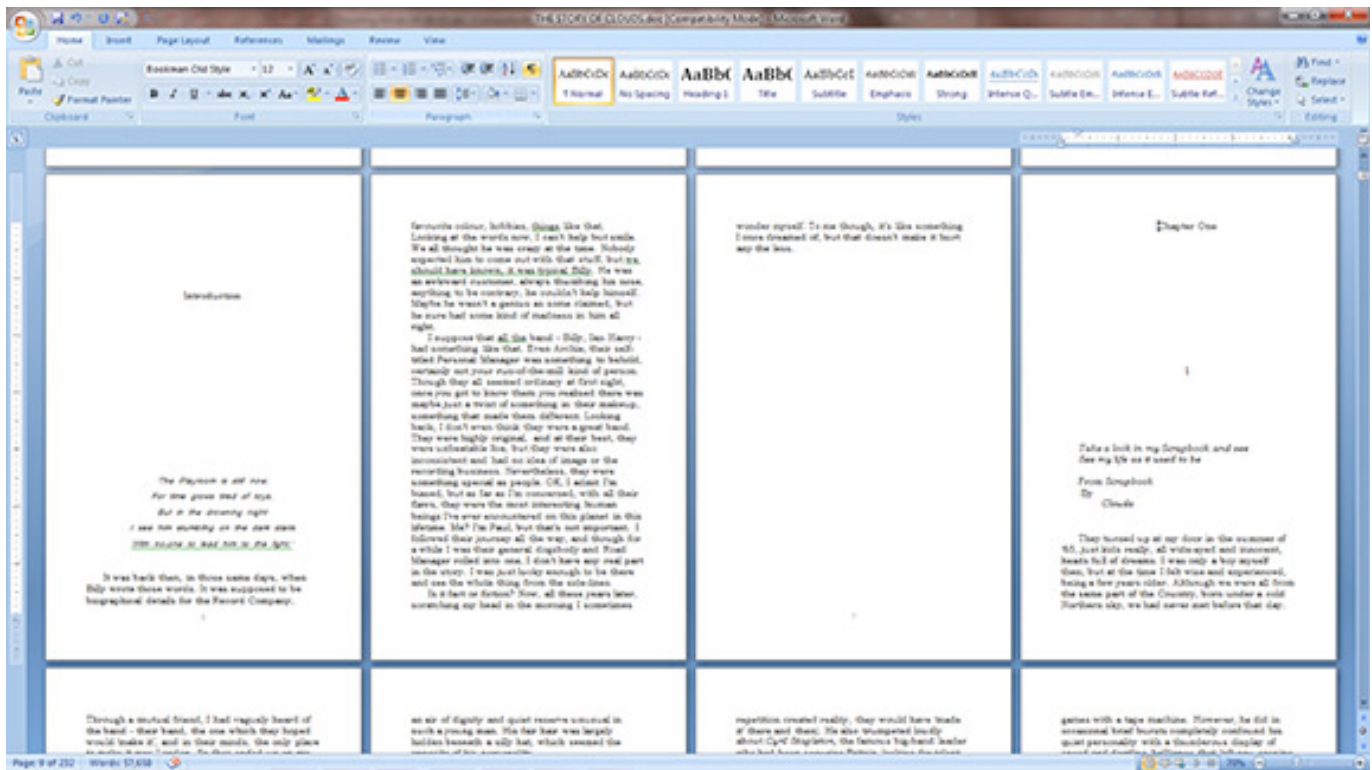 THE STORY OF CLOUDS.doc [Compatibility Mode] - Microsoft Word
Home Insert Page Layout References Mailings Review View
Paste
Cut
Copy
Format Painter
Clipboard
Bookman Old Style 12
Font
Paragraph
AaBbCcDc AaBbCcDc AaBbC AaBbC AaBbCcI AaBbCcDt AaBbCcDt AaBbCcDt AaBbCcDt AaBbCcDt AaBbCcDt
¶ Normal No Spacing Heading 1 Title Subtitle Emphasis Strong Intense Q... Subtle Em... Intense E... Subtle Ref...
Styles
Change
Styles
Find
Replace
Select
Editing
Introduction
The Playroom is still now
For time grows tired of toys
But in the drowning night
I see him stumbling on the dark stairs
With no-one to lead him to the light
It was back then, in those same days, when
Billy wrote those words. It was supposed to be
biographical details for the Record Company,
favourite colour, hobbies, things like that.
Looking at the words now, I can't help but smile.
We all thought he was crazy at the time. Nobody
expected him to come out with that stuff, but we
should have known, it was typical Billy. He was
an awkward customer, always thumbing his nose,
anything to be contrary, he couldn't help himself.
Maybe he wasn't a genius as some claimed, but
he sure had some kind of madness in him all
right.
I suppose that all the band - Billy, Ian Harry -
had something like that. Even Archie, their self-
titled Personal Manager was something to behold,
certainly not your run-of-the-mill kind of person.
Though they all seemed ordinary at first sight,
once you got to know them you realised there was
maybe just a twist of something in their makeup,
something that made them different. Looking
back, I don't even think they were a great band.
They were highly original, and at their best, they
were unbeatable live, but they were also
inconsistent and had no idea of image or the
recording business. Nevertheless, they were
something special as people. OK, I admit I'm
biased, but as far as I'm concerned, with all their
flaws, they were the most interesting human
beings I've ever encountered on this planet in this
lifetime. Me? I'm Paul, but that's not important. I
followed their journey all the way, and though for
a while I was their general dogsbody and Road
Manager rolled into one, I don't have any real part
in the story. I was just lucky enough to be there
and see the whole thing from the side-lines.
Is it fact or fiction? Now, all these years later,
scratching my head in the morning I sometimes
wonder myself. To me though, it's like something
I once dreamed of, but that doesn't make it hurt
any the less.
Chapter One
1
Take a look in my Scrapbook and see
See my life as it used to be
From Scrapbook
By
Clouds
They turned up at my door in the summer of
'65, just kids really, all wide-eyed and innocent,
heads full of dreams. I was only a boy myself
then, but at the time I felt wise and experienced,
being a few years older. Although we were all from
the same part of the Country, born under a cold
Northern sky, we had never met before that day.
Through a mutual friend, I had vaguely heard of
the band - their band, the one which they hoped
would 'make it', and in their minds, the only place
an air of dignity and quiet reserve unusual in
such a young man. His fair hair was largely
hidden beneath a silly hat, which seemed the
repetition created reality, they would have 'made
it' there and then. He also trumpeted loudly
about Cyril Stapleton, the famous big-band leader
games with a tape machine. However, he did in
occasional brief bursts completely confound his
quiet personality with a thunderous display of
Page: 9 of 232 Words: 57,658
70%